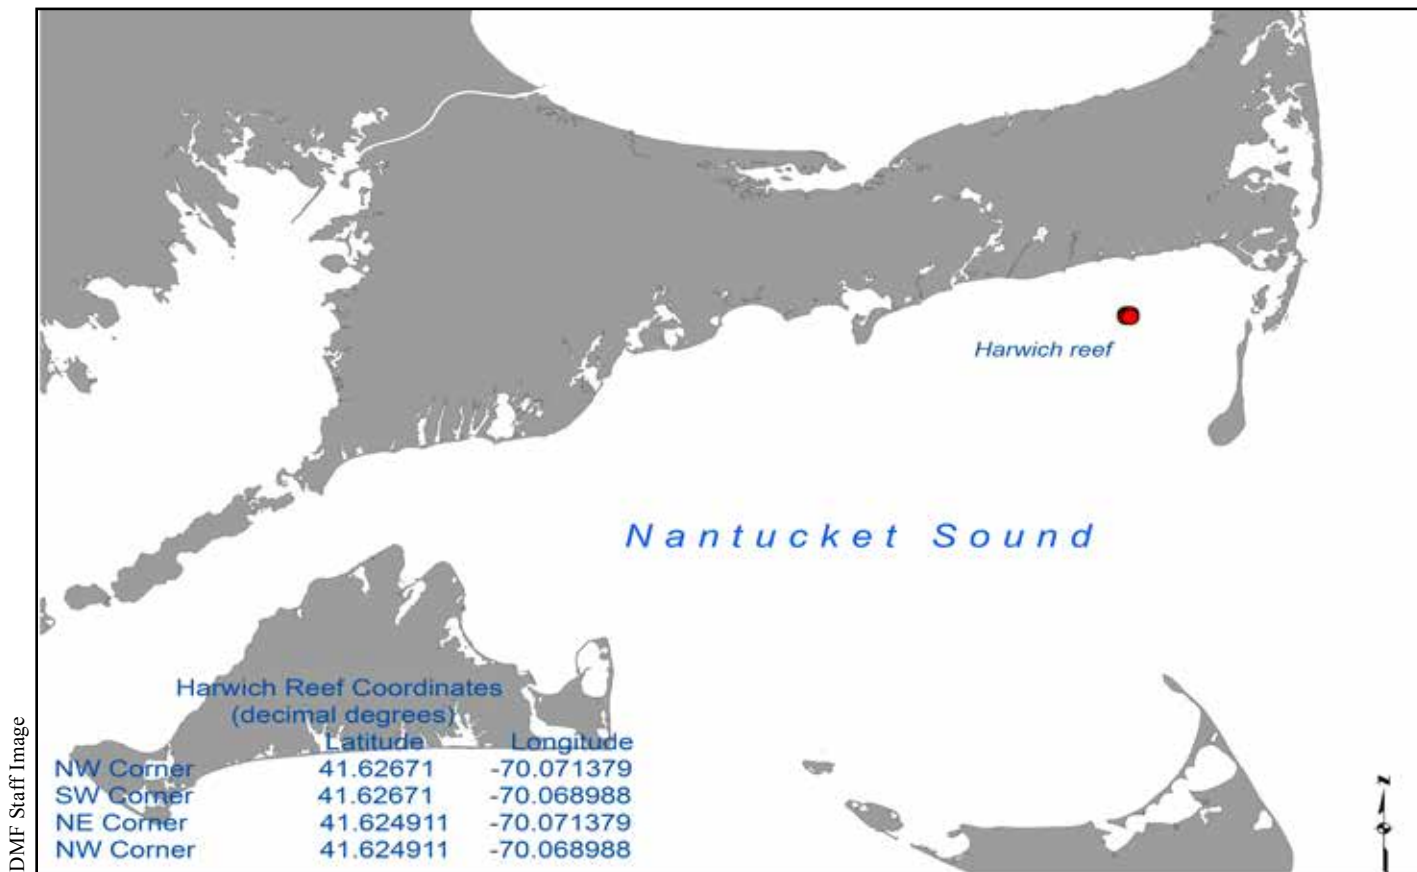 Harwich reef
Nantucket Sound
Harwich Reef Coordinates
(decimal degrees)
Latitude Longitude
NW Corner 41.62671 -70.071379
SW Corner 41.62671 -70.068988
NE Corner 41.624911 -70.071379
NW Corner 41.624911 -70.068988
N
DMF Staff Image